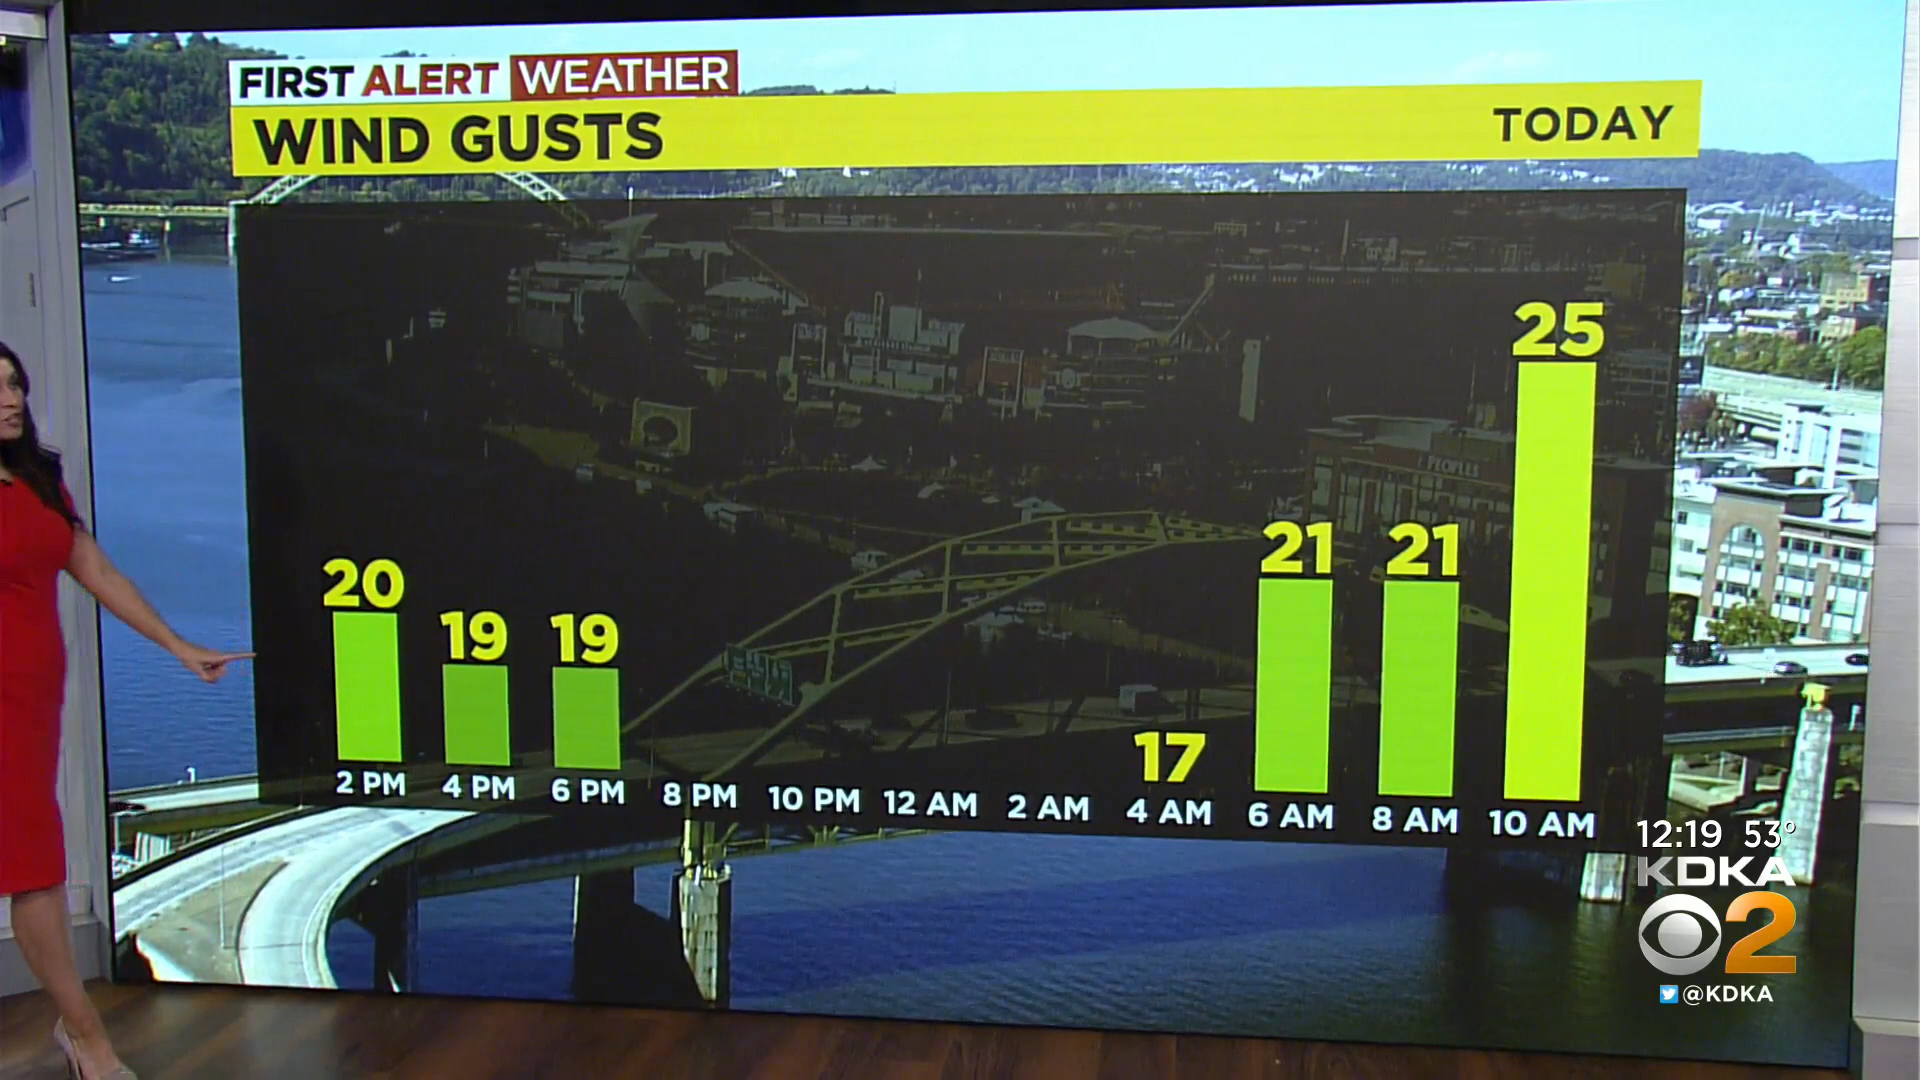 FIRST ALERT WEATHER
WIND GUSTS
TODAY
20
19
19
17
21
21
25
2 PM
4 PM
6 PM
8 PM
10 PM
12 AM
2 AM
4 AM
6 AM
8 AM
10 AM
PEOPLES
12:19 53°
KDKA
2
@KDKA